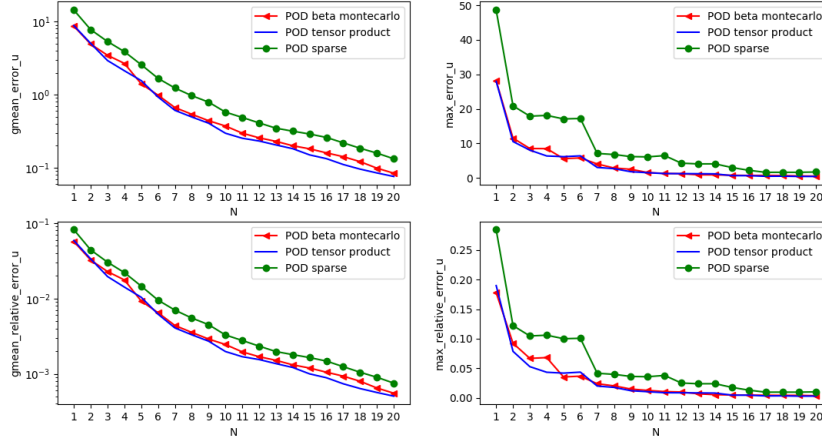 gmean_error_u
10¹
10⁰
10⁻¹
POD beta montecarlo
POD tensor product
POD sparse
1 2 3 4 5 6 7 8 9 10 11 12 13 14 15 16 17 18 19 20
N
max_error_u
50
40
30
20
10
0
POD beta montecarlo
POD tensor product
POD sparse
1 2 3 4 5 6 7 8 9 10 11 12 13 14 15 16 17 18 19 20
N
gmean_relative_error_u
10⁻¹
10⁻²
10⁻³
POD beta montecarlo
POD tensor product
POD sparse
1 2 3 4 5 6 7 8 9 10 11 12 13 14 15 16 17 18 19 20
N
max_relative_error_u
0.25
0.20
0.15
0.10
0.05
0.00
POD beta montecarlo
POD tensor product
POD sparse
1 2 3 4 5 6 7 8 9 10 11 12 13 14 15 16 17 18 19 20
N